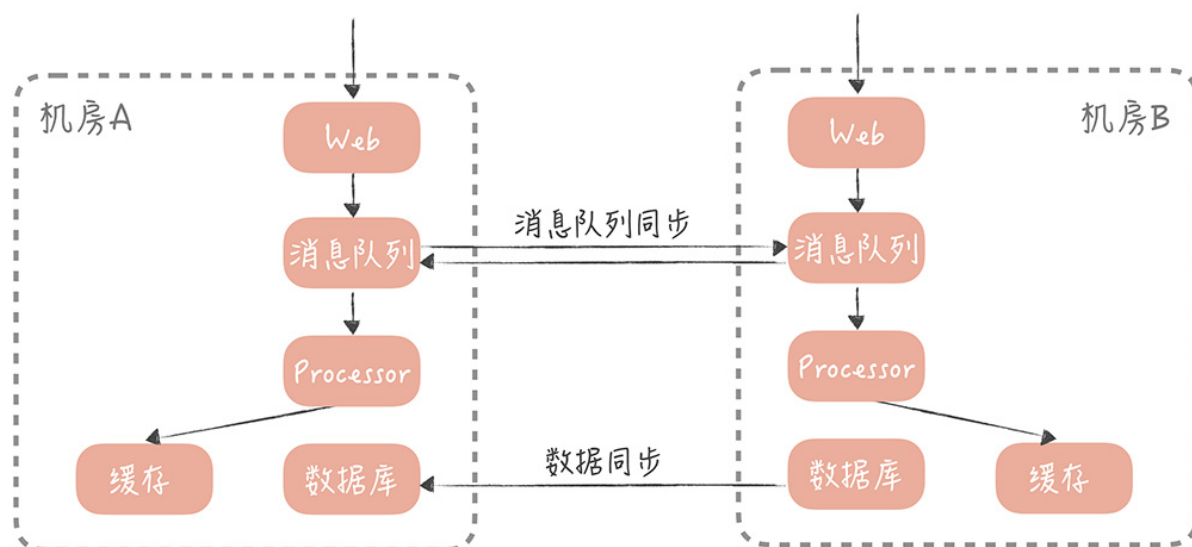 机房A
机房B
Web
Web
消息队列同步
消息队列
消息队列
Processor
Processor
数据同步
缓存
数据库
数据库
缓存